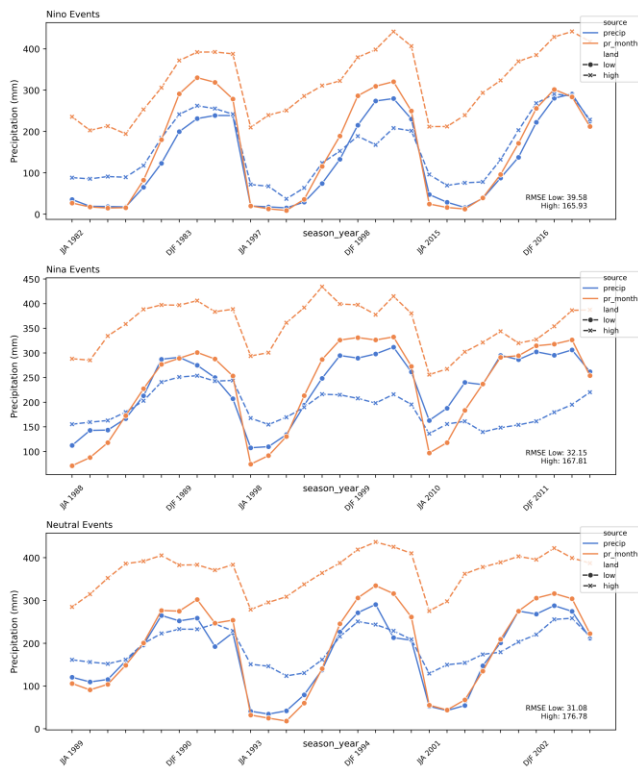 Nino Events
source
precip
pr_month
land
low
high
400
300
200
100
0
Precipitation (mm)
RMSE Low: 39.58
High: 165.93
JJA 1982
DJF 1983
JJA 1997
DJF 1998
JJA 2015
DJF 2016
season_year
Nina Events
source
precip
pr_month
land
low
high
450
400
350
300
250
200
150
100
Precipitation (mm)
RMSE Low: 32.15
High: 167.81
JJA 1988
DJF 1989
JJA 1998
DJF 1999
JJA 2010
DJF 2011
season_year
Neutral Events
source
precip
pr_month
land
low
high
400
300
200
100
0
Precipitation (mm)
RMSE Low: 31.08
High: 176.78
JJA 1989
DJF 1990
JJA 1993
DJF 1994
JJA 2001
DJF 2002
season_year